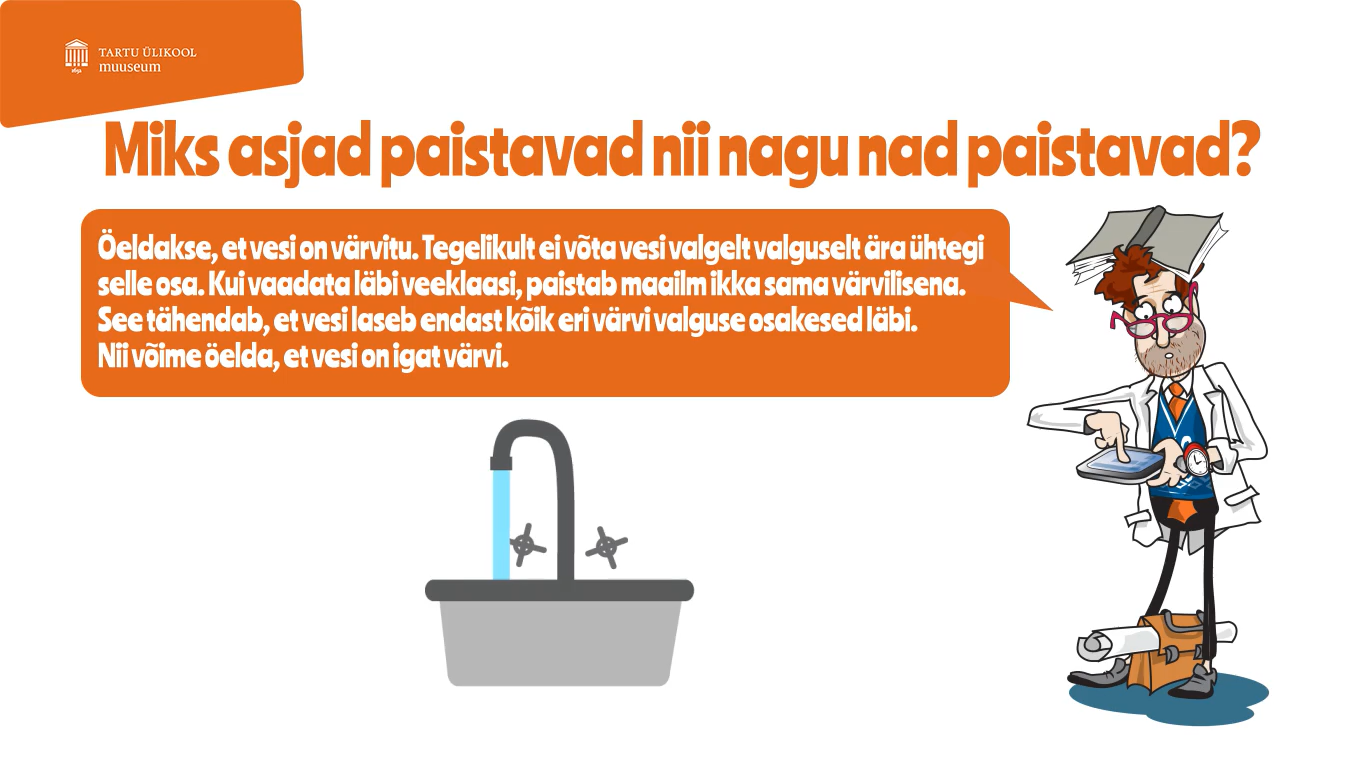 TARTU ÜLIKOOL
muuseum
1632
Miks asjad paistavad nii nagu nad paistavad?
Öeldakse, et vesi on värvitu. Tegelikult ei võta vesi valgelt valguselt ära ühtegi
selle osa. Kui vaadata läbi veeklaasi, paistab maailm ikka sama värvilisena.
See tähendab, et vesi laseb endast kõik eri värvi valguse osakesed läbi.
Nii võime öelda, et vesi on igat värvi.